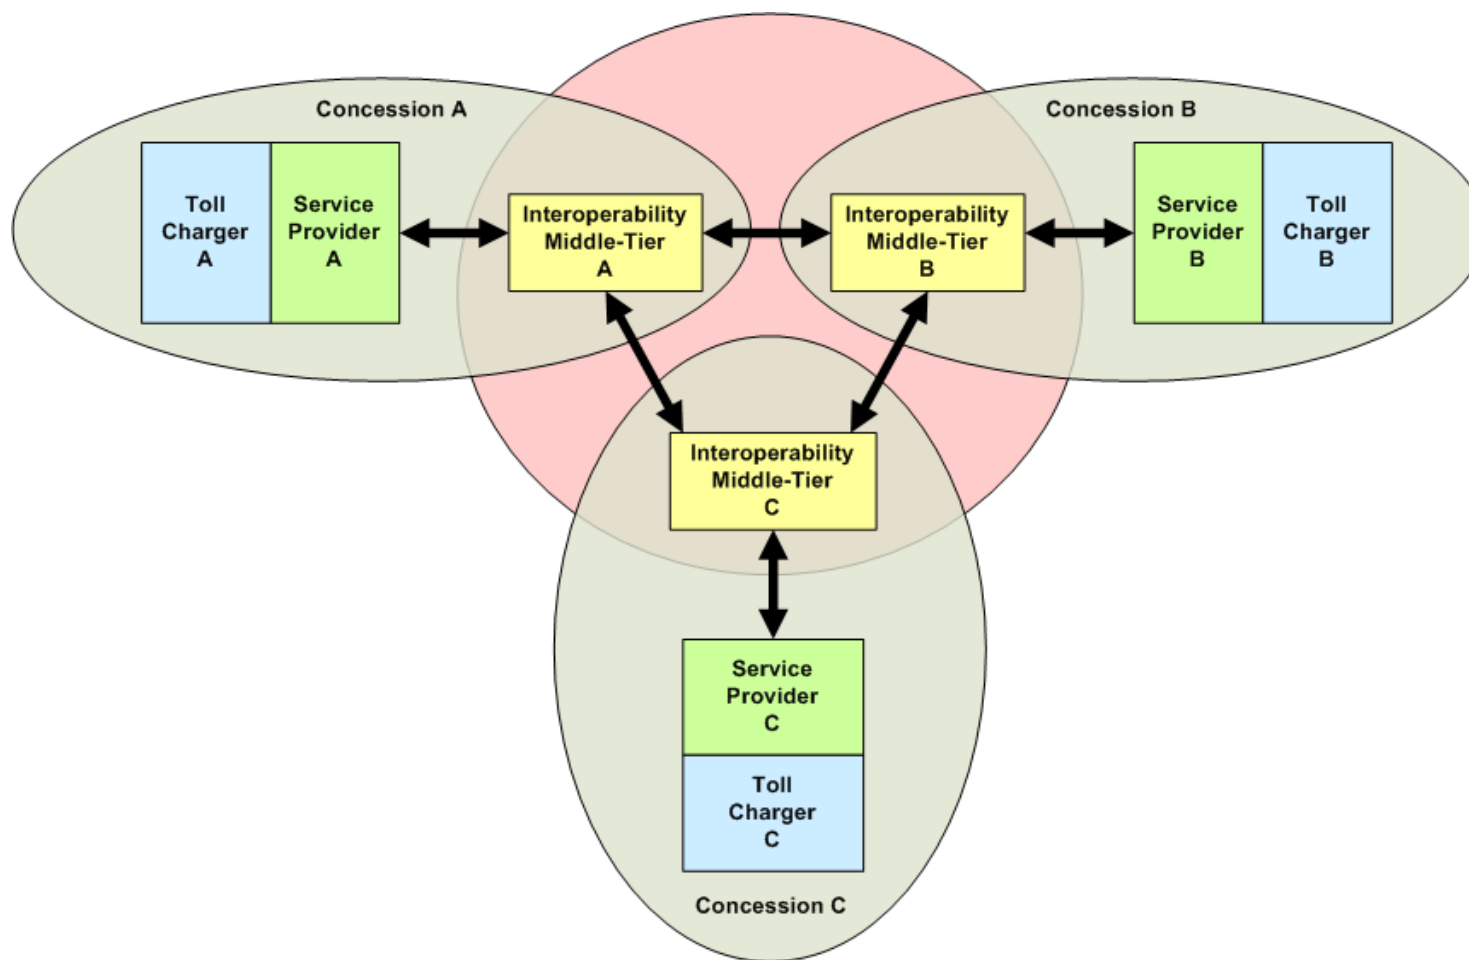 Concession A
Concession B
Toll
Charger
A
Service
Provider
A
Interoperability
Middle-Tier
A
Interoperability
Middle-Tier
B
Service
Provider
B
Toll
Charger
B
Interoperability
Middle-Tier
C
Service
Provider
C
Toll
Charger
C
Concession C